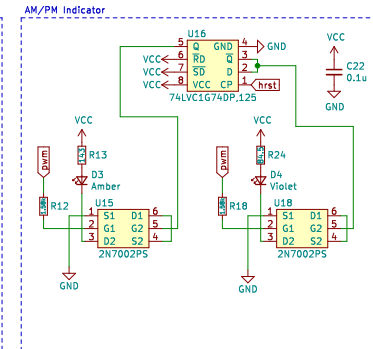 AM/PM Indicator
U16
5 Q GND 4 GND
VCC 6 RD Q 3
VCC 7 SD D 2
VCC 8 VCC CP 1 hrst
74LVC1G74DP,125
VCC
C22
0.1u
GND
VCC
143 R13
pwm
D3
Amber
R12
U15
1 S1 D1 6
2 G1 G2 5
3 D2 S2 4
2N7002PS
GND
VCC
R24
pwm
D4
Violet
R18
U18
1 S1 D1 6
2 G1 G2 5
3 D2 S2 4
2N7002PS
GND